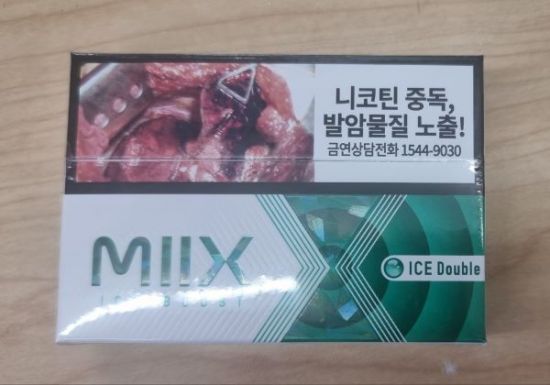 니코틴 중독,
발암물질 노출!
금연상담전화 1544-9030
MIIX
ICE Double